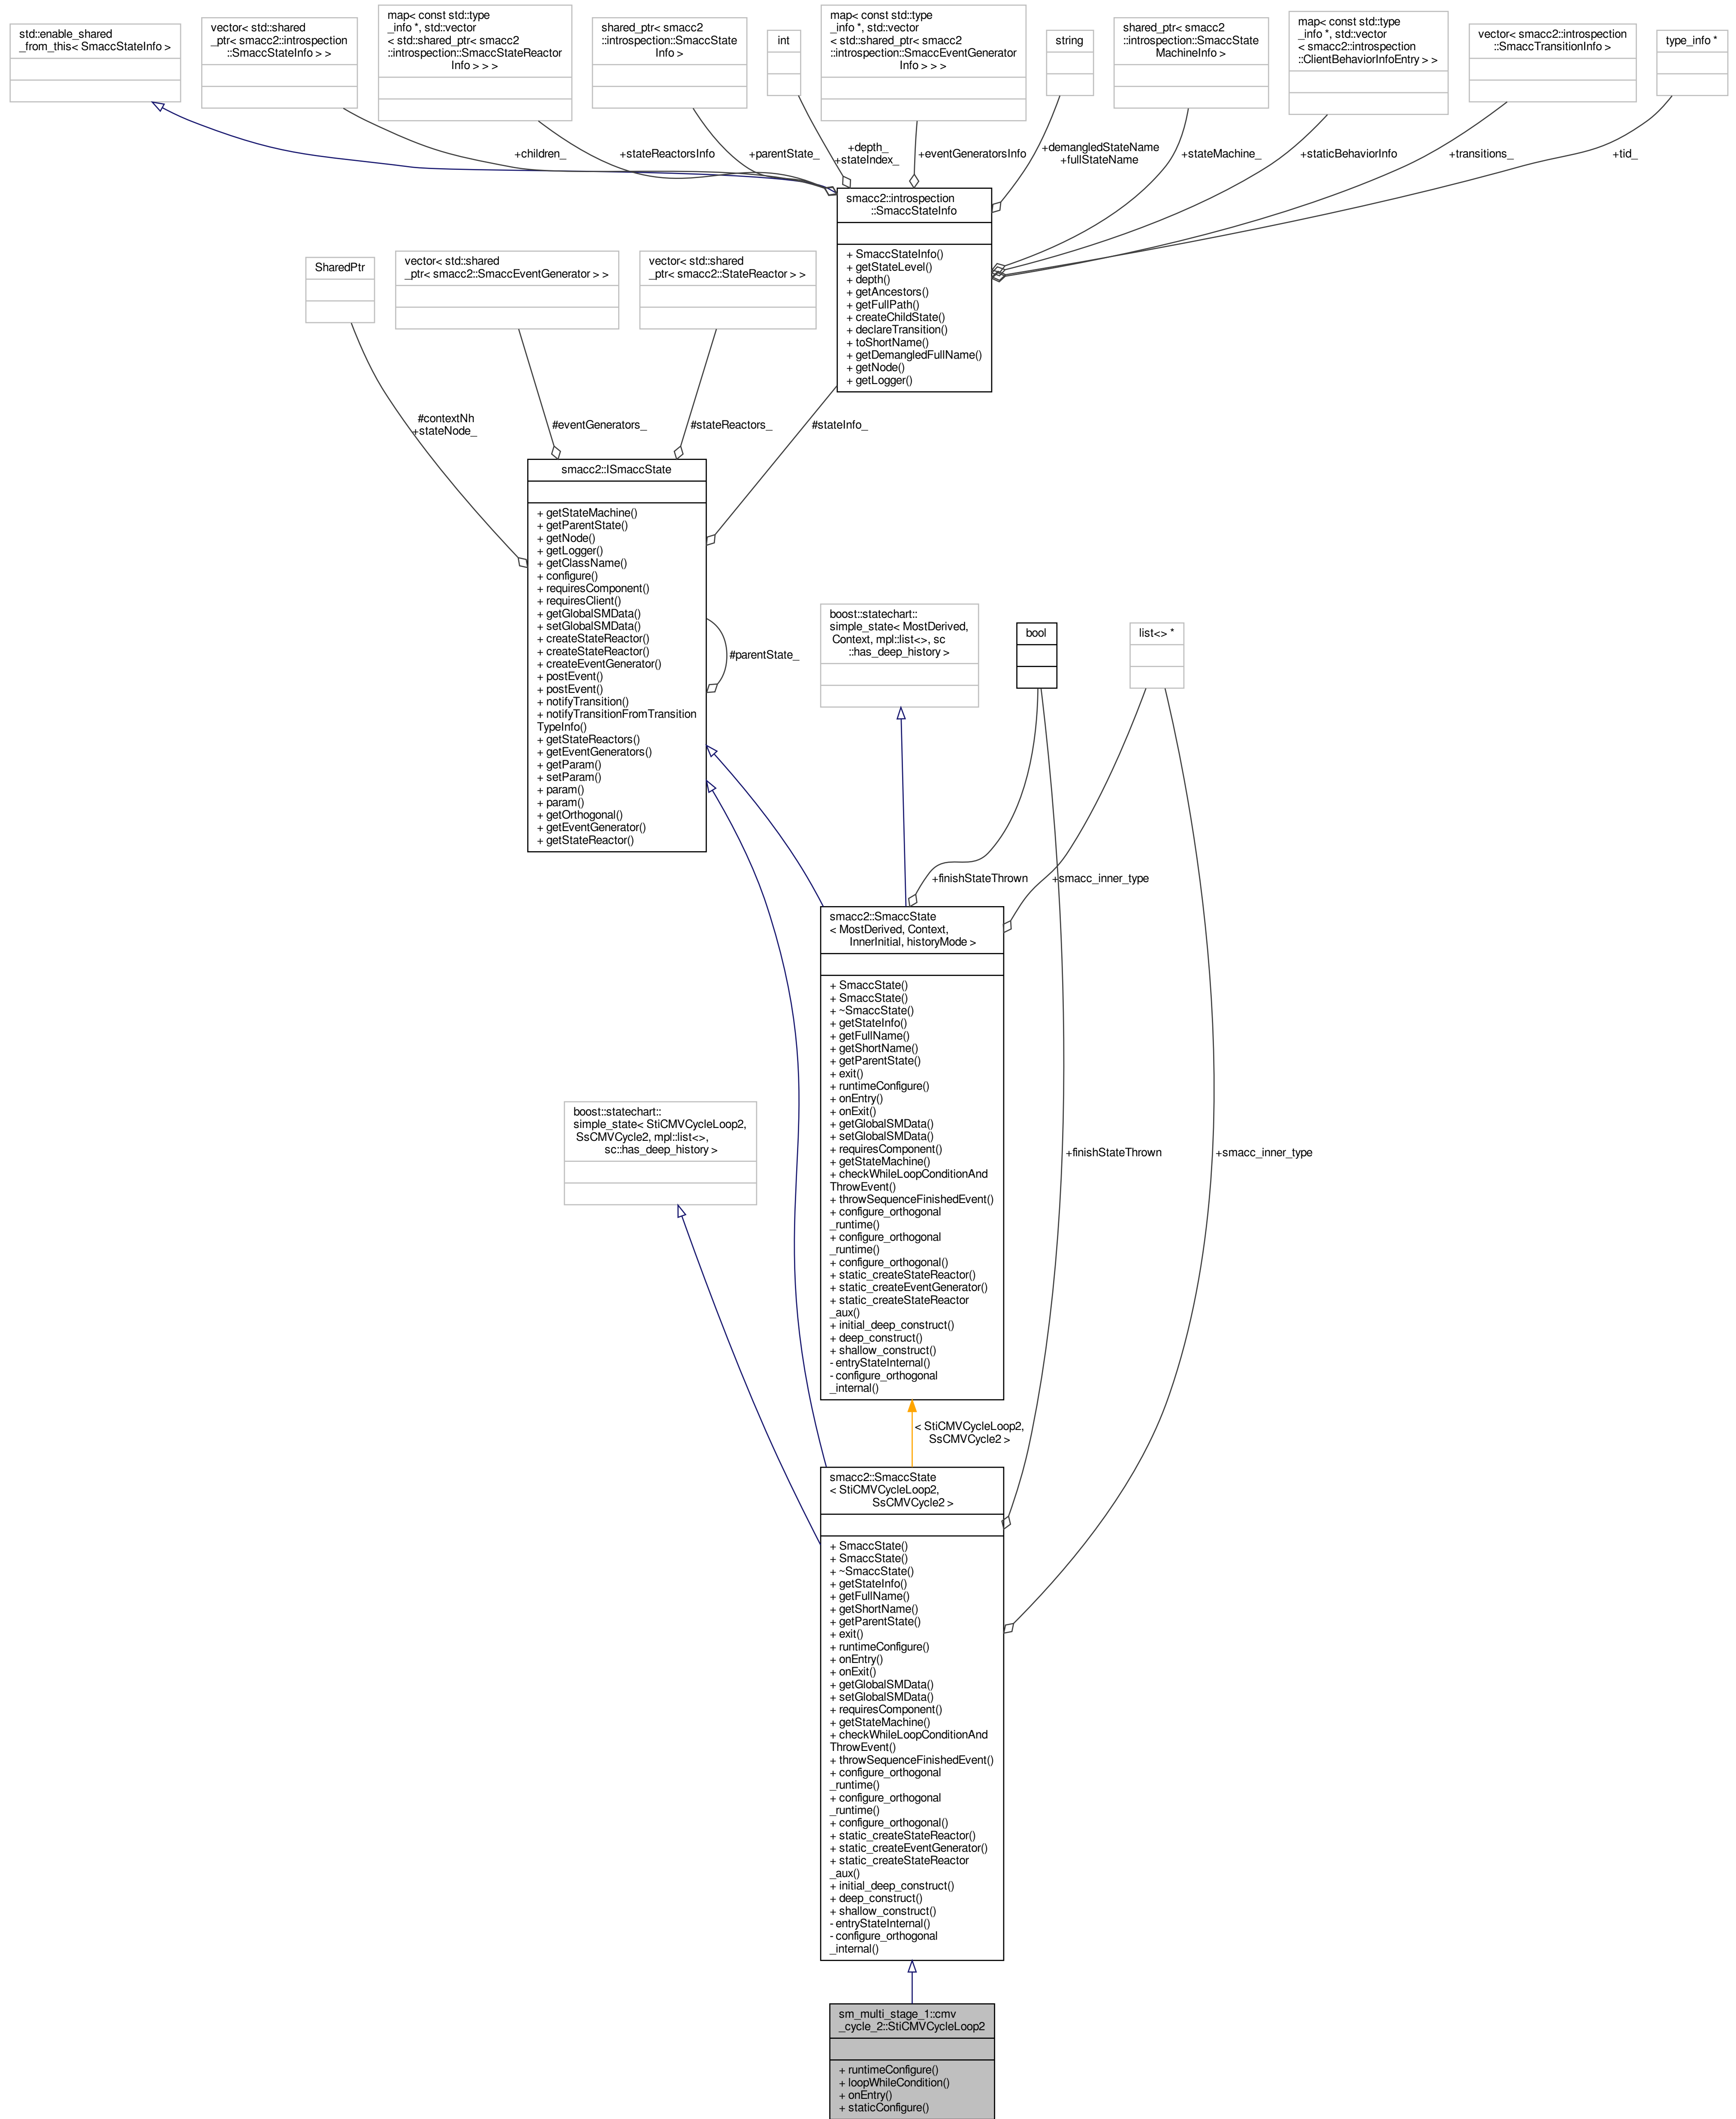 std::enable_shared
_from_this< SmaccStateInfo >
vector< std::shared
_ptr< smacc2::introspection
::SmaccStateInfo > >
map< const std::type
_info *, std::vector
< std::shared_ptr< smacc2
::introspection::SmaccStateReactor
Info > > >
shared_ptr< smacc2
::introspection::SmaccState
Info >
int
map< const std::type
_info *, std::vector
< std::shared_ptr< smacc2
::introspection::SmaccEventGenerator
Info > > >
string
shared_ptr< smacc2
::introspection::SmaccState
MachineInfo >
map< const std::type
_info *, std::vector
< smacc2::introspection
::ClientBehaviorInfoEntry > >
vector< smacc2::introspection
::SmaccTransitionInfo >
type_info *
+children_
+stateReactorsInfo
+parentState_
+depth_
+stateIndex_
+eventGeneratorsInfo
+demangledStateName
+fullStateName
+stateMachine_
+staticBehaviorInfo
+transitions_
+tid_
smacc2::introspection
::SmaccStateInfo
+ SmaccStateInfo()
+ getStateLevel()
+ depth()
+ getAncestors()
+ getFullPath()
+ createChildState()
+ declareTransition()
+ toShortName()
+ getDemangledFullName()
+ getNode()
+ getLogger()
SharedPtr
vector< std::shared
_ptr< smacc2::SmaccEventGenerator > >
vector< std::shared
_ptr< smacc2::StateReactor > >
#contextNh
+stateNode_
#eventGenerators_
#stateReactors_
#stateInfo_
smacc2::ISmaccState
+ getStateMachine()
+ getParentState()
+ getNode()
+ getLogger()
+ getClassName()
+ configure()
+ requiresComponent()
+ requiresClient()
+ getGlobalSMData()
+ setGlobalSMData()
+ createStateReactor()
+ createStateReactor()
+ createEventGenerator()
+ postEvent()
+ postEvent()
+ notifyTransition()
+ notifyTransitionFromTransition
TypeInfo()
+ getStateReactors()
+ getEventGenerators()
+ getParam()
+ setParam()
+ param()
+ param()
+ getOrthogonal()
+ getEventGenerator()
+ getStateReactor()
#parentState_
boost::statechart::
simple_state< MostDerived,
Context, mpl::list<>, sc
::has_deep_history >
bool
list<> *
+finishStateThrown
+smacc_inner_type
smacc2::SmaccState
< MostDerived, Context,
InnerInitial, historyMode >
+ SmaccState()
+ SmaccState()
+ ~SmaccState()
+ getStateInfo()
+ getFullName()
+ getShortName()
+ getParentState()
+ exit()
+ runtimeConfigure()
+ onEntry()
+ onExit()
+ getGlobalSMData()
+ setGlobalSMData()
+ requiresComponent()
+ getStateMachine()
+ checkWhileLoopConditionAnd
ThrowEvent()
+ throwSequenceFinishedEvent()
+ configure_orthogonal
_runtime()
+ configure_orthogonal
_runtime()
+ configure_orthogonal()
+ static_createStateReactor()
+ static_createEventGenerator()
+ static_createStateReactor
_aux()
+ initial_deep_construct()
+ deep_construct()
+ shallow_construct()
- entryStateInternal()
- configure_orthogonal
_internal()
boost::statechart::
simple_state< StiCMVCycleLoop2,
SsCMVCycle2, mpl::list<>,
sc::has_deep_history >
+finishStateThrown
+smacc_inner_type
< StiCMVCycleLoop2,
SsCMVCycle2 >
smacc2::SmaccState
< StiCMVCycleLoop2,
SsCMVCycle2 >
+ SmaccState()
+ SmaccState()
+ ~SmaccState()
+ getStateInfo()
+ getFullName()
+ getShortName()
+ getParentState()
+ exit()
+ runtimeConfigure()
+ onEntry()
+ onExit()
+ getGlobalSMData()
+ setGlobalSMData()
+ requiresComponent()
+ getStateMachine()
+ checkWhileLoopConditionAnd
ThrowEvent()
+ throwSequenceFinishedEvent()
+ configure_orthogonal
_runtime()
+ configure_orthogonal
_runtime()
+ configure_orthogonal()
+ static_createStateReactor()
+ static_createEventGenerator()
+ static_createStateReactor
_aux()
+ initial_deep_construct()
+ deep_construct()
+ shallow_construct()
- entryStateInternal()
- configure_orthogonal
_internal()
sm_multi_stage_1::cmv
_cycle_2::StiCMVCycleLoop2
+ runtimeConfigure()
+ loopWhileCondition()
+ onEntry()
+ staticConfigure()